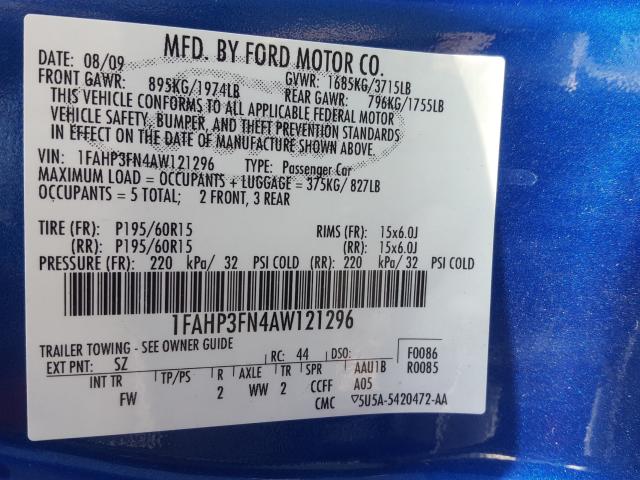 MFD. BY FORD MOTOR CO.
DATE: 08/09 GVWR: 1685KG/3715LB
FRONT GAWR: 895KG/1974LB REAR GAWR: 796KG/1755LB
THIS VEHICLE CONFORMS TO ALL APPLICABLE FEDERAL MOTOR
VEHICLE SAFETY, BUMPER, AND THEFT PREVENTION STANDARDS
IN EFFECT ON THE DATE OF MANUFACTURE SHOWN ABOVE.
VIN: 1FAHP3FN4AW121296 TYPE: Passenger Car
MAXIMUM LOAD = OCCUPANTS + LUGGAGE = 375KG/ 827LB
OCCUPANTS = 5 TOTAL; 2 FRONT, 3 REAR
TIRE (FR): P195/60R15 RIMS (FR): 15x6.0J
(RR): P195/60R15 (RR): 15x6.0J
PRESSURE (FR): 220 kPa/ 32 PSI COLD (RR): 220 kPa/ 32 PSI COLD
1FAHP3FN4AW121296
TRAILER TOWING - SEE OWNER GUIDE
EXT PNT: SZ RC: 44 DSO: F0086
INT TR TP/PS R AXLE TR SPR AAU1B R0085
FW 2 WW 2 CCFF A05
CMC ▽5U5A-5420472-AA